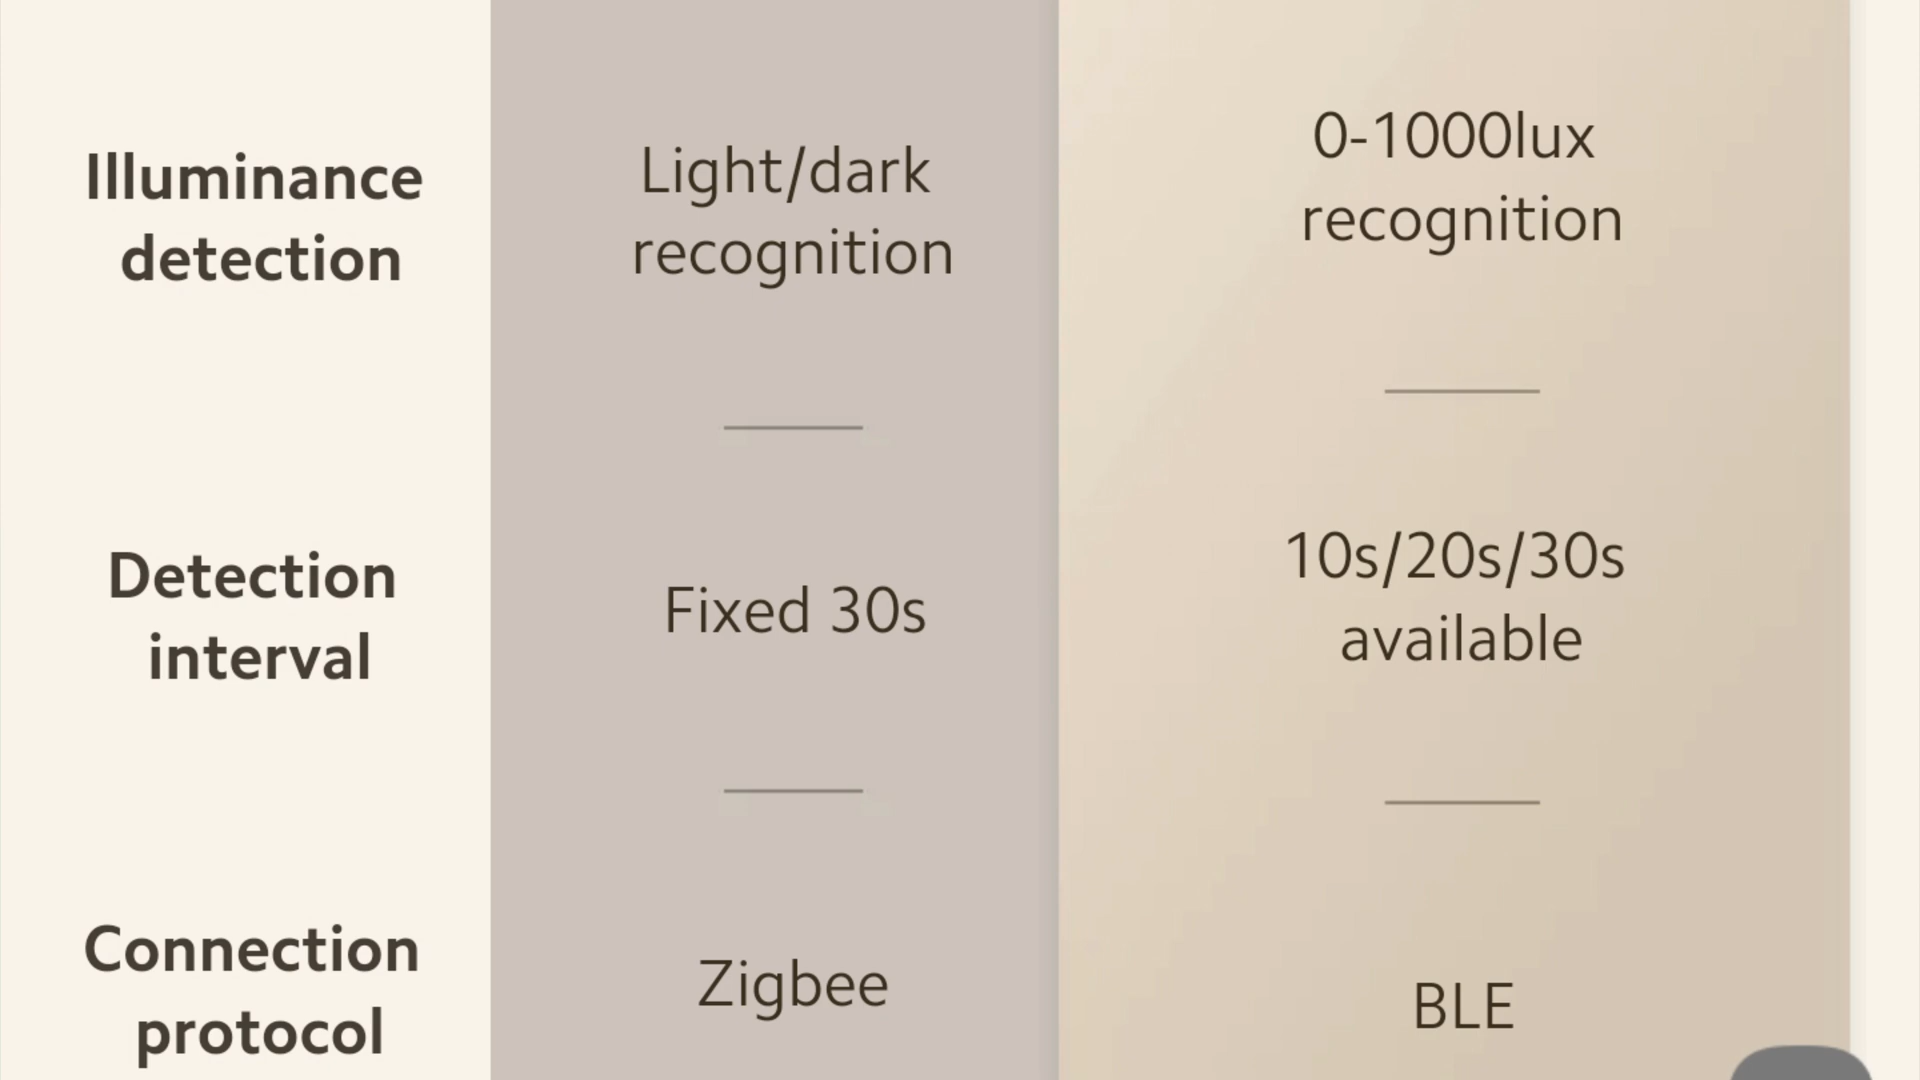 Illuminance
detection
Light/dark
recognition
0-1000lux
recognition
Detection
interval
Fixed 30s
10s/20s/30s
available
Connection
protocol
Zigbee
BLE